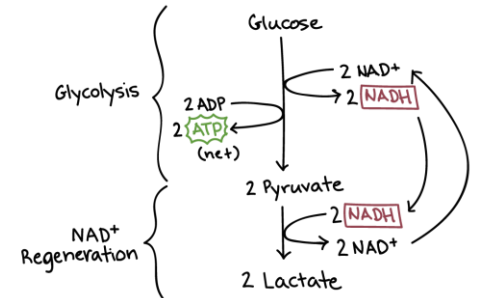 Glucose
Glycolysis
2 NAD+
2 NADH
2 ADP
2 ATP
(net)
2 Pyruvate
NAD+
Regeneration
2 NADH
2 NAD+
2 Lactate